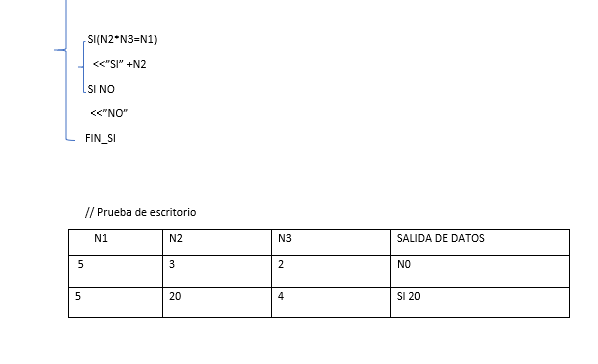 SI(N2*N3=N1)
<<"SI" +N2
SI NO
<<"NO"
FIN_SI
// Prueba de escritorio
N1 N2 N3 SALIDA DE DATOS
5 3 2 N0
5 20 4 SI 20